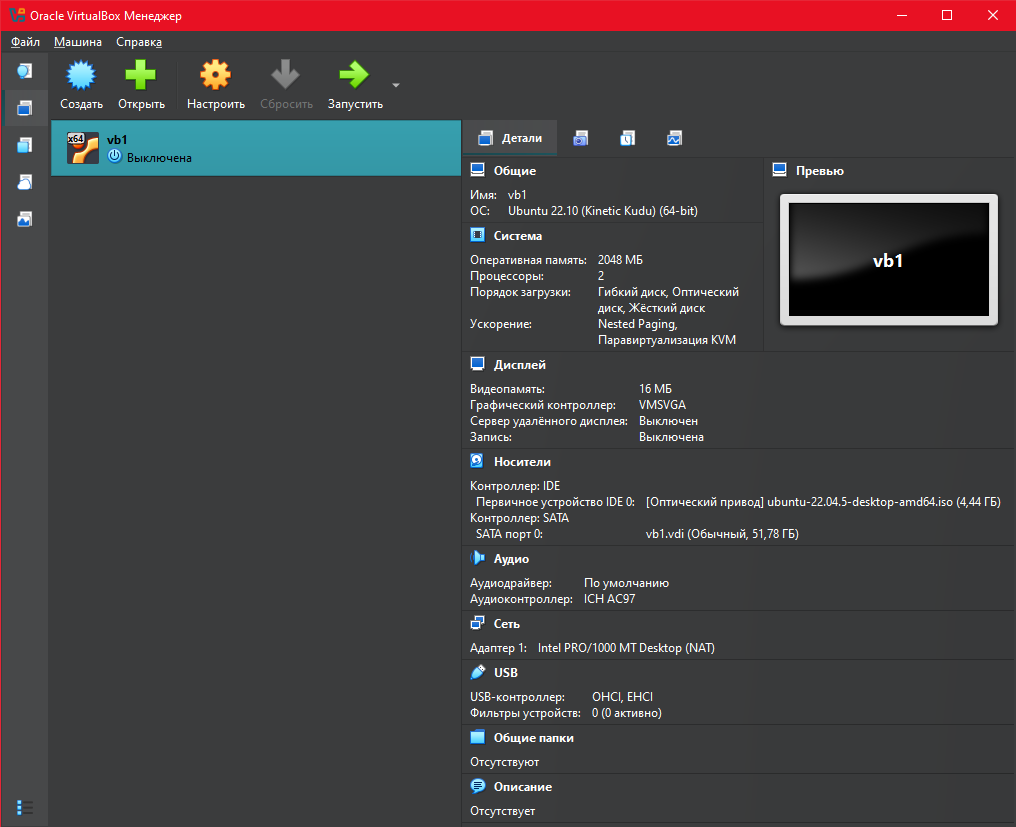 Oracle VirtualBox Менеджер
Файл Машина Справка
Создать Открыть Настроить Сбросить Запустить
x64
vb1
Выключена
Детали
Общие
Имя: vb1
ОС: Ubuntu 22.10 (Kinetic Kudu) (64-bit)
Превью
vb1
Система
Оперативная память: 2048 МБ
Процессоры: 2
Порядок загрузки: Гибкий диск, Оптический
диск, Жёсткий диск
Ускорение: Nested Paging,
Паравиртуализация KVM
Дисплей
Видеопамять: 16 МБ
Графический контроллер: VMSVGA
Сервер удалённого дисплея: Выключен
Запись: Выключена
Носители
Контроллер: IDE
Первичное устройство IDE 0: [Оптический привод] ubuntu-22.04.5-desktop-amd64.iso (4,44 ГБ)
Контроллер: SATA
SATA порт 0: vb1.vdi (Обычный, 51,78 ГБ)
Аудио
Аудиодрайвер: По умолчанию
Аудиоконтроллер: ICH AC97
Сеть
Адаптер 1: Intel PRO/1000 MT Desktop (NAT)
USB
USB-контроллер: OHCI, EHCI
Фильтры устройств: 0 (0 активно)
Общие папки
Отсутствуют
Описание
Отсутствует